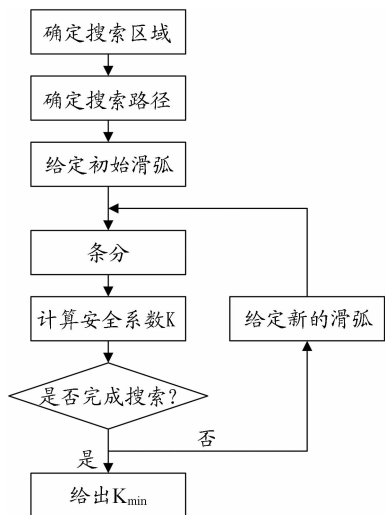 确定搜索区域
确定搜索路径
给定初始滑弧
条分
计算安全系数K
给定新的滑弧
是否完成搜索?
否
是
给出Kmin